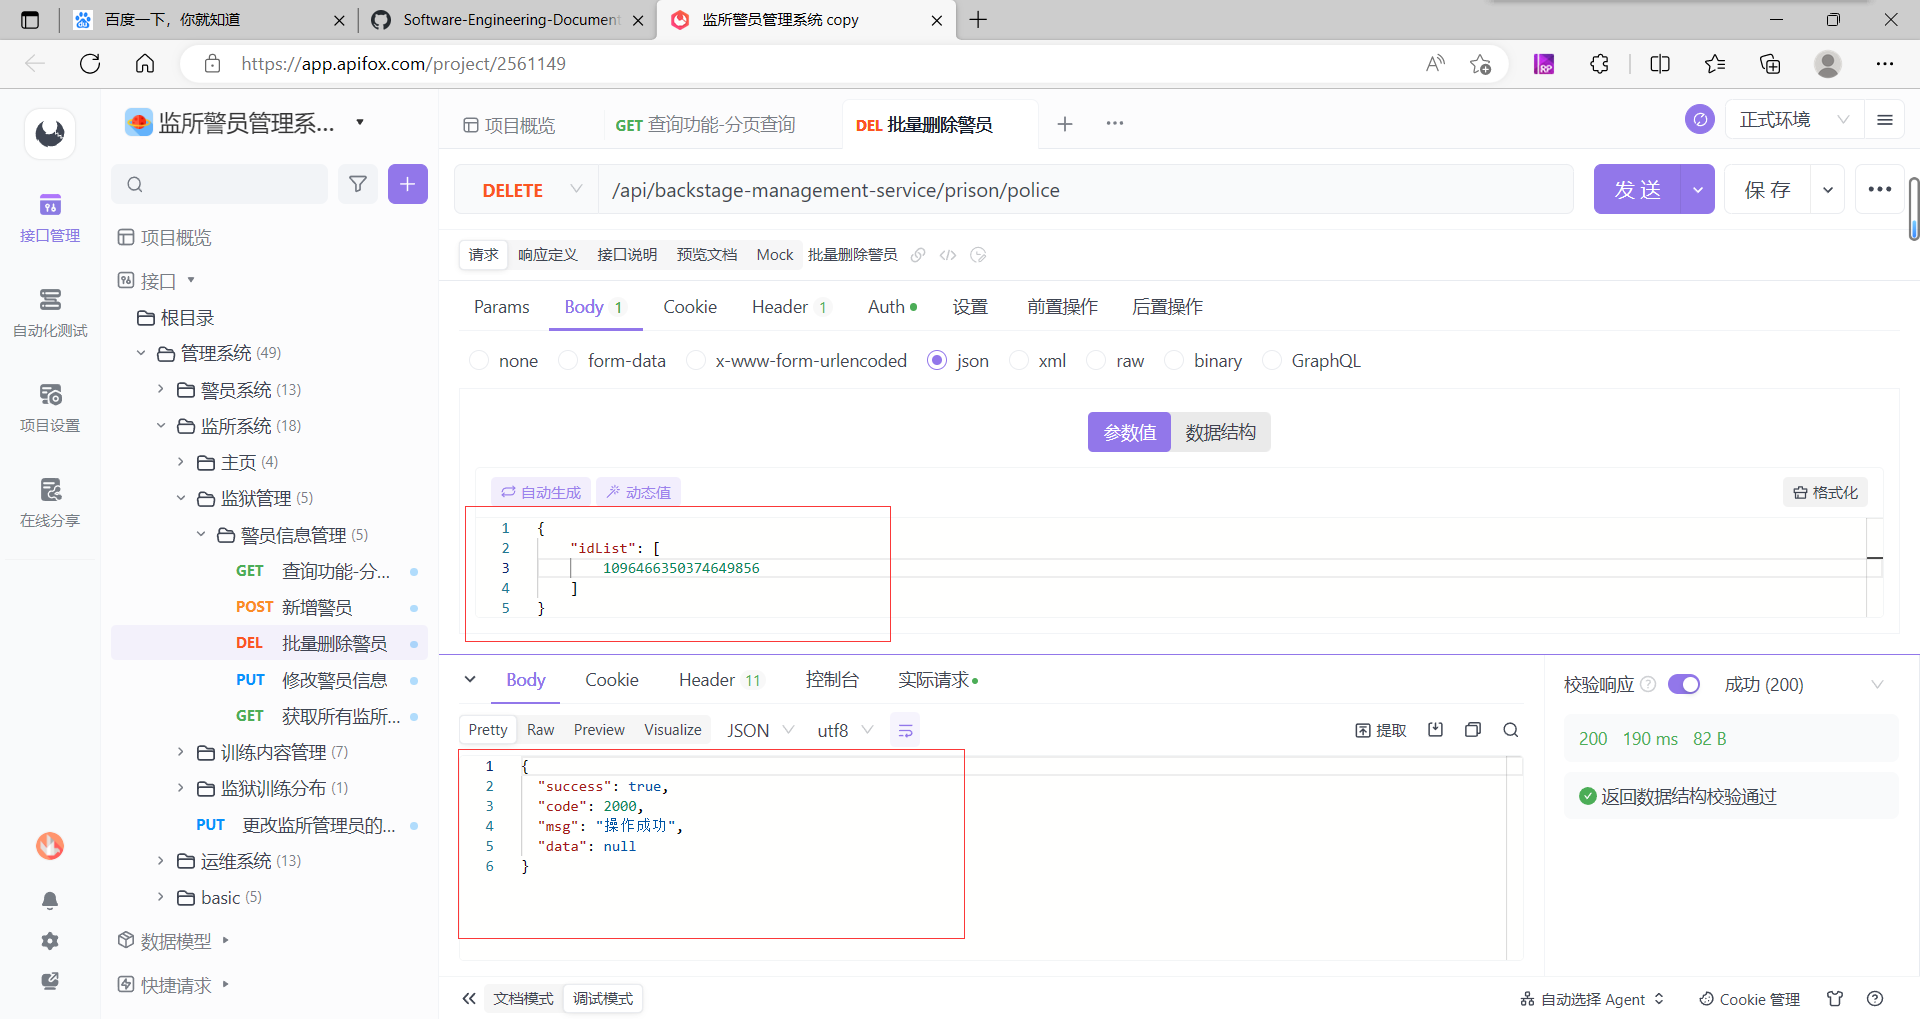 百度一下，你就知道
Software-Engineering-Document
监所警员管理系统 copy
https://app.apifox.com/project/2561149
监所警员管理系...
项目概览
GET 查询功能-分页查询
DEL 批量删除警员
正式环境
DELETE
/api/backstage-management-service/prison/police
发 送
保 存
接口管理
自动化测试
项目设置
在线分享
项目概览
接口
根目录
管理系统 (49)
警员系统 (13)
监所系统 (18)
主页 (4)
监狱管理 (5)
警员信息管理 (5)
GET 查询功能-分...
POST 新增警员
DEL 批量删除警员
PUT 修改警员信息
GET 获取所有监所...
训练内容管理 (7)
监狱训练分布 (1)
PUT 更改监所管理员的...
运维系统 (13)
basic (5)
数据模型
快捷请求
请求 响应定义 接口说明 预览文档 Mock 批量删除警员
Params Body 1 Cookie Header 1 Auth 设置 前置操作 后置操作
none form-data x-www-form-urlencoded json xml raw binary GraphQL
参数值 数据结构
自动生成 动态值 格式化
1 {
2 "idList": [
3 1096466350374649856
4 ]
5 }
Body Cookie Header 11 控制台 实际请求
Pretty Raw Preview Visualize JSON utf8 提取
1 {
2 "success": true,
3 "code": 2000,
4 "msg": "操作成功",
5 "data": null
6 }
校验响应 成功 (200)
200 190 ms 82 B
返回数据结构校验通过
文档模式 调试模式
自动选择 Agent Cookie 管理